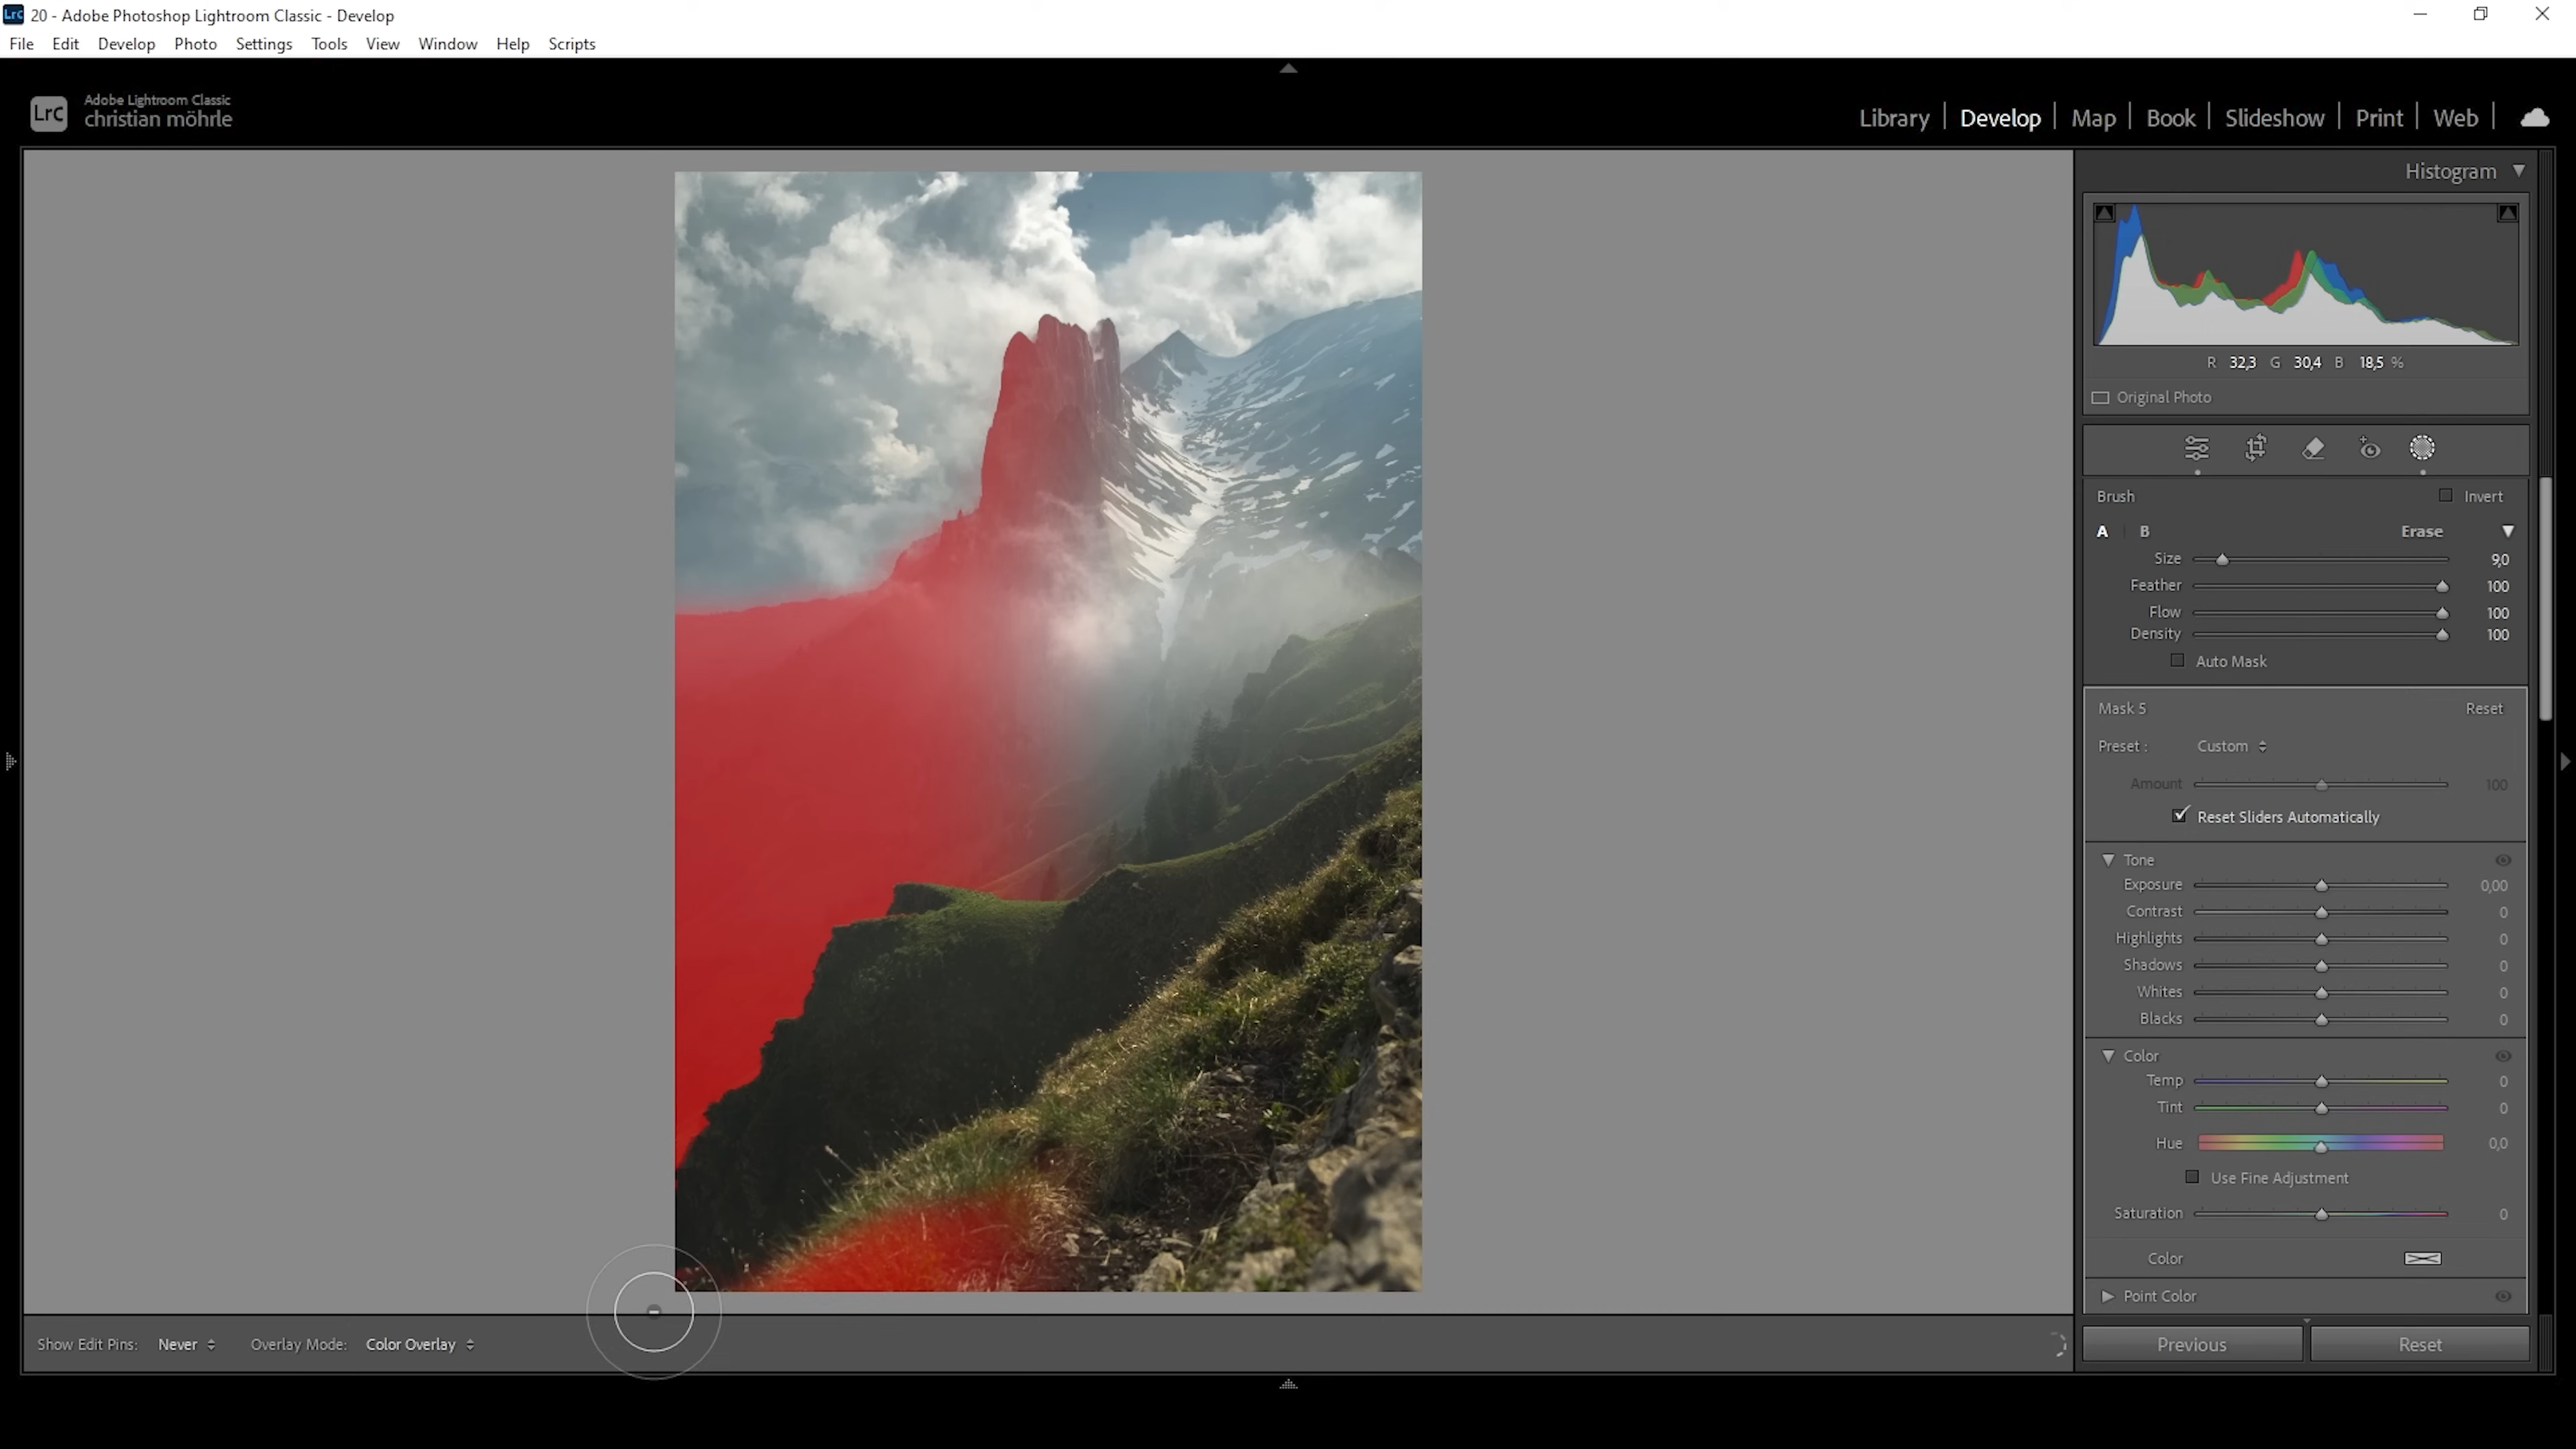 Lrc 20 - Adobe Photoshop Lightroom Classic - Develop
File Edit Develop Photo Settings Tools View Window Help Scripts
Lrc
Adobe Lightroom Classic
christian möhrle
Library Develop Map Book Slideshow Print Web
Histogram
R 32,3 G 30,4 B 18,5 %
Original Photo
Brush Invert
A B Erase
Size 9,0
Feather 100
Flow 100
Density 100
Auto Mask
Mask 5 Reset
Preset : Custom
Amount 100
Reset Sliders Automatically
Tone
Exposure 0,00
Contrast 0
Highlights 0
Shadows 0
Whites 0
Blacks 0
Color
Temp 0
Tint 0
Hue 0,0
Use Fine Adjustment
Saturation 0
Color
Point Color
Show Edit Pins: Never Overlay Mode: Color Overlay
Previous Reset